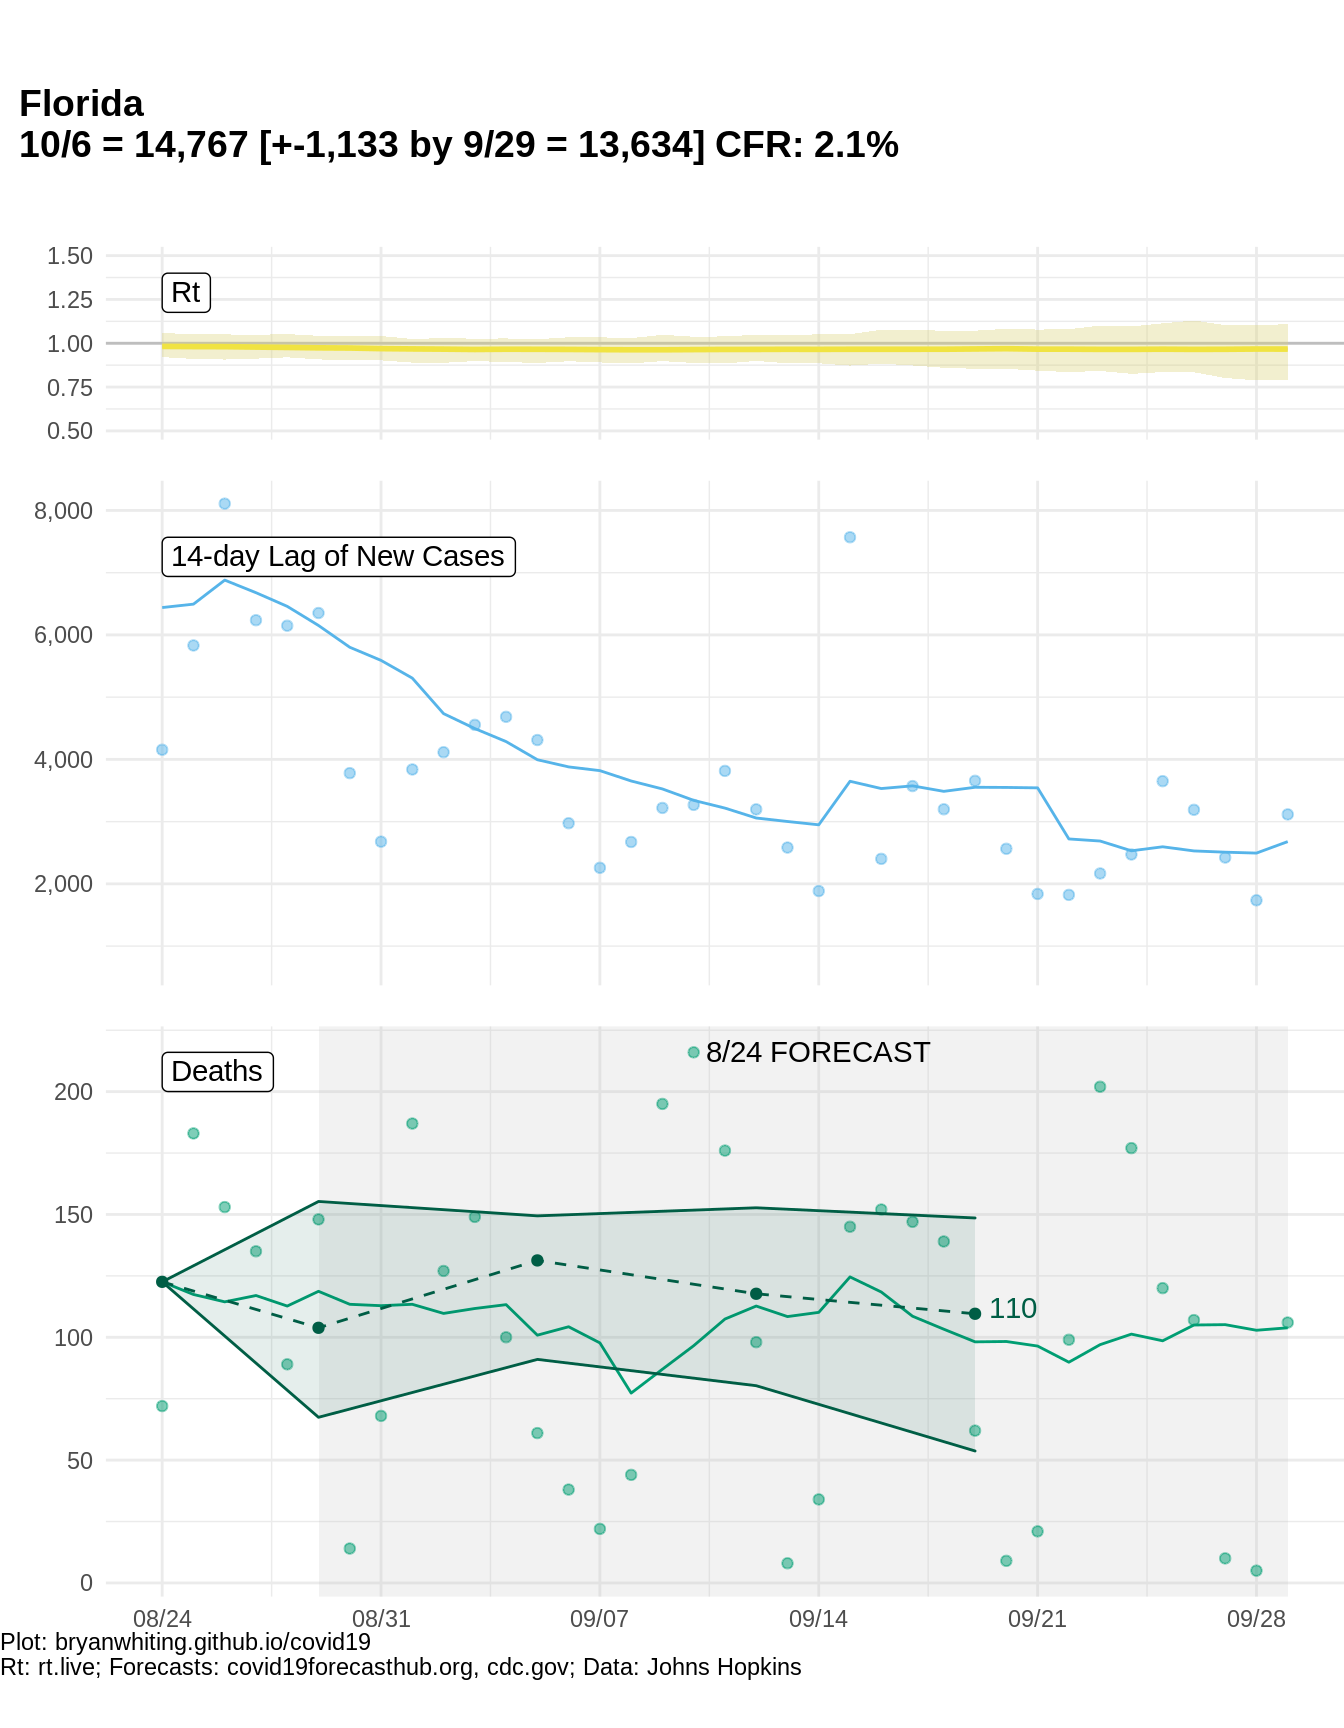 Florida
10/6 = 14,767 [+-1,133 by 9/29 = 13,634] CFR: 2.1%
1.50
Rt
1.25
1.00
0.75
0.50
8,000
14-day Lag of New Cases
6,000
4,000
2,000
8/24 FORECAST
Deaths
200
150
110
100
50
0
08/24 08/31 09/07 09/14 09/21 09/28
Plot: bryanwhiting.github.io/covid19
Rt: rt.live; Forecasts: covid19forecasthub.org, cdc.gov; Data: Johns Hopkins